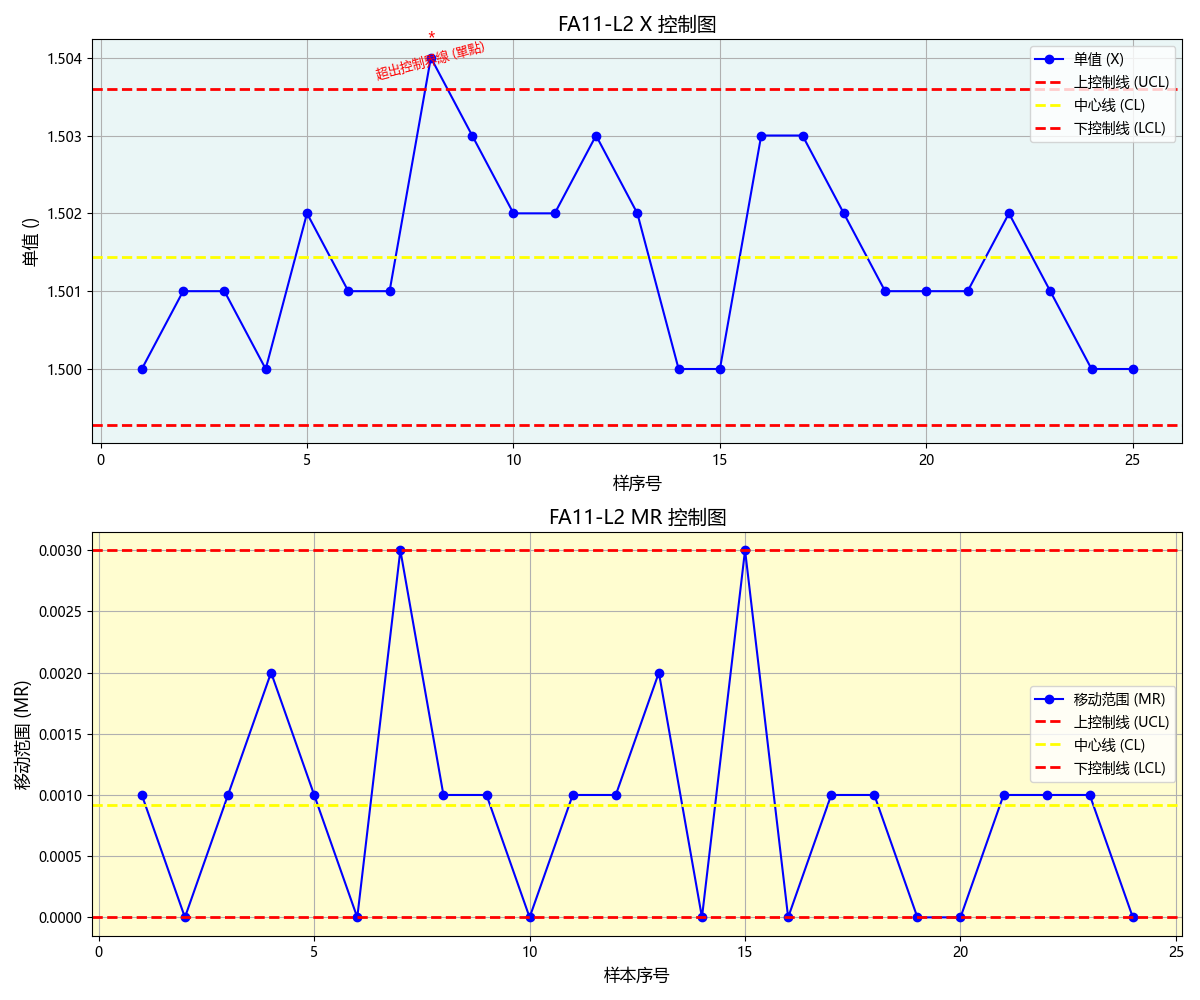 FA11-L2 X 控制图
*
超出控制界線 (單點)
单值 (X)
上控制线 (UCL)
中心线 (CL)
下控制线 (LCL)
1.504
1.503
1.502
1.501
1.500
单值 ()
0 5 10 15 20 25
样序号
FA11-L2 MR 控制图
0.0030
0.0025
0.0020
0.0015
0.0010
0.0005
0.0000
移动范围 (MR)
移动范围 (MR)
上控制线 (UCL)
中心线 (CL)
下控制线 (LCL)
0 5 10 15 20 25
样本序号